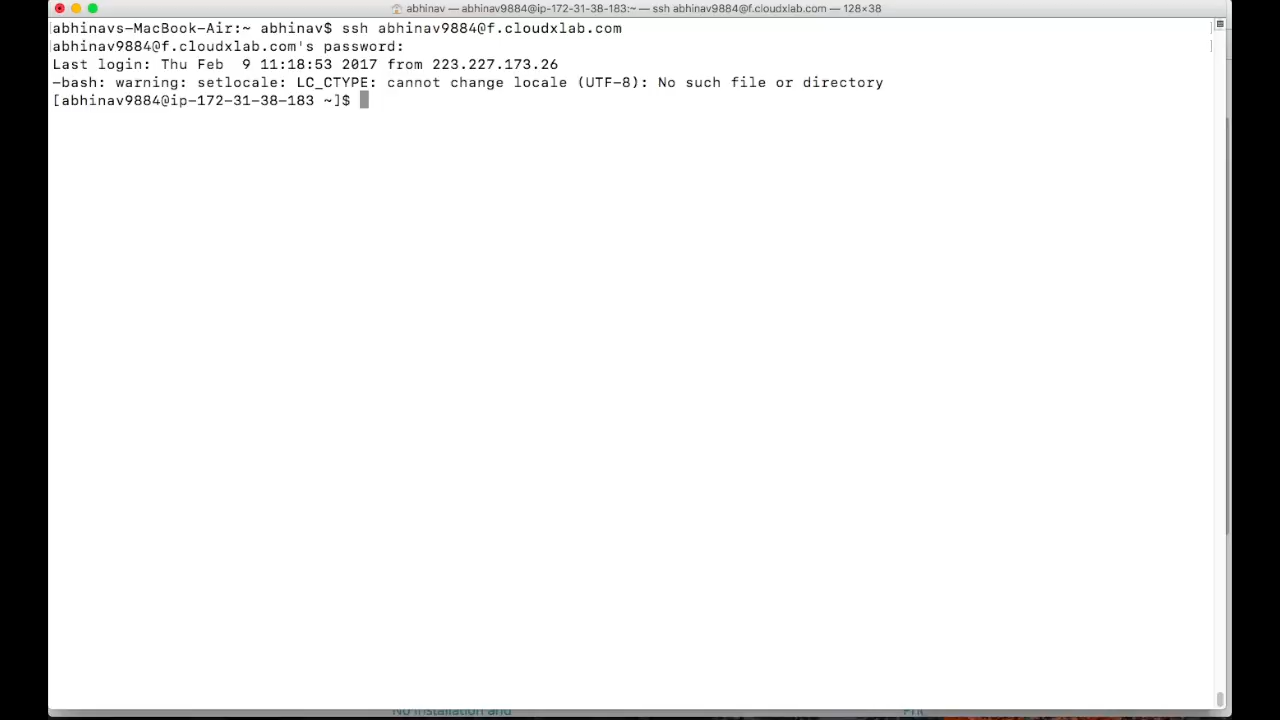 abhinav — abhinav9884@ip-172-31-38-183:~ — ssh abhinav9884@f.cloudxlab.com — 128×38
[abhinavs-MacBook-Air:~ abhinav$ ssh abhinav9884@f.cloudxlab.com ]
[abhinav9884@f.cloudxlab.com's password: ]
Last login: Thu Feb  9 11:18:53 2017 from 223.227.173.26
-bash: warning: setlocale: LC_CTYPE: cannot change locale (UTF-8): No such file or directory
[abhinav9884@ip-172-31-38-183 ~]$
No installation and